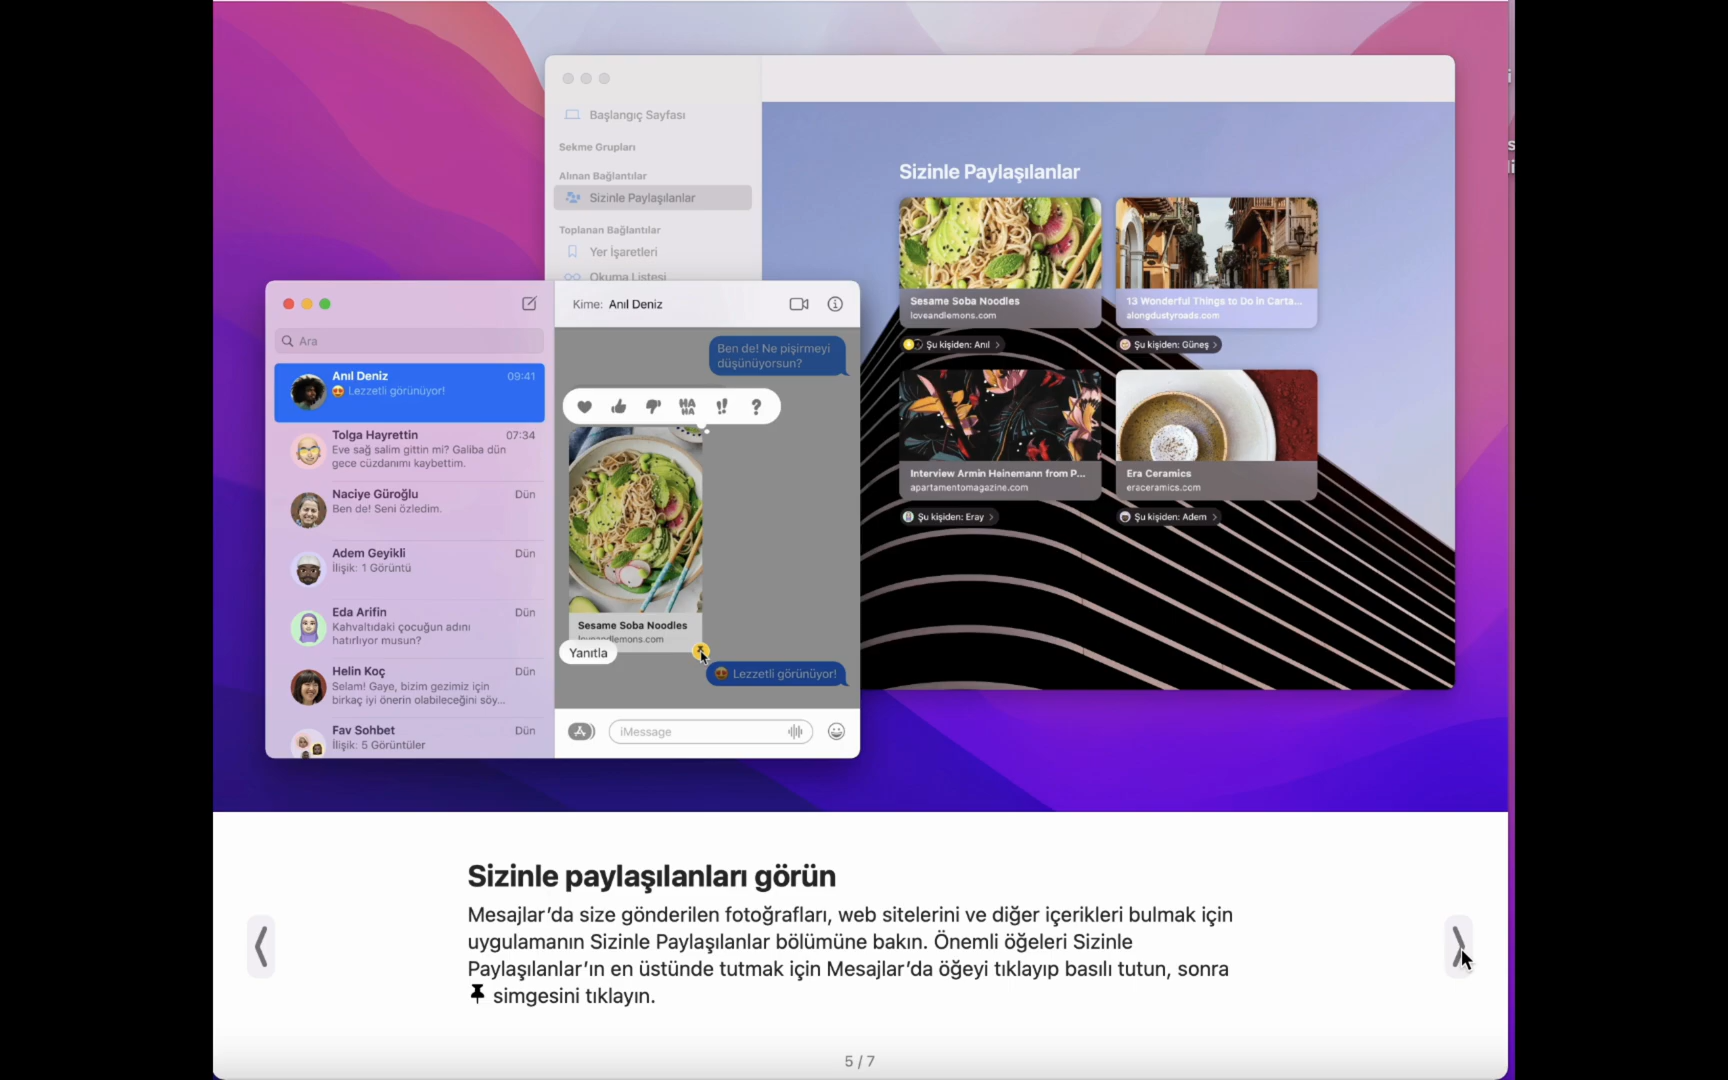 Başlangıç Sayfası
Sekme Grupları
Alınan Bağlantılar
Sizinle Paylaşılanlar
Toplanan Bağlantılar
Yer İşaretleri
Okuma Listesi
Sizinle Paylaşılanlar
Sesame Soba Noodles
loveandlemons.com
Şu kişiden: Anıl
13 Wonderful Things to Do in Carta...
alongdustyroads.com
Şu kişiden: Güneş
Interview Armin Heinemann from P...
apartamentomagazine.com
Şu kişiden: Eray
Era Ceramics
eraceramics.com
Şu kişiden: Adem
Ara
Anıl Deniz 09:41
😍 Lezzetli görünüyor!
Tolga Hayrettin 07:34
Eve sağ salim gittin mi? Galiba dün
gece cüzdanımı kaybettim.
Naciye Güroğlu Dün
Ben de! Seni özledim.
Adem Geyikli Dün
İlişik: 1 Görüntü
Eda Arifin Dün
Kahvaltıdaki çocuğun adını
hatırlıyor musun?
Helin Koç Dün
Selam! Gaye, bizim gezimiz için
birkaç iyi önerin olabileceğini söy...
Fav Sohbet Dün
İlişik: 5 Görüntüler
Kime: Anıl Deniz
Ben de! Ne pişirmeyi
düşünüyorsun?
HA
HA
!!
?
Sesame Soba Noodles
loveandlemons.com
Yanıtla
😍 Lezzetli görünüyor!
iMessage
Sizinle paylaşılanları görün
Mesajlar’da size gönderilen fotoğrafları, web sitelerini ve diğer içerikleri bulmak için
uygulamanın Sizinle Paylaşılanlar bölümüne bakın. Önemli öğeleri Sizinle
Paylaşılanlar’ın en üstünde tutmak için Mesajlar’da öğeyi tıklayıp basılı tutun, sonra
simgesini tıklayın.
5 / 7